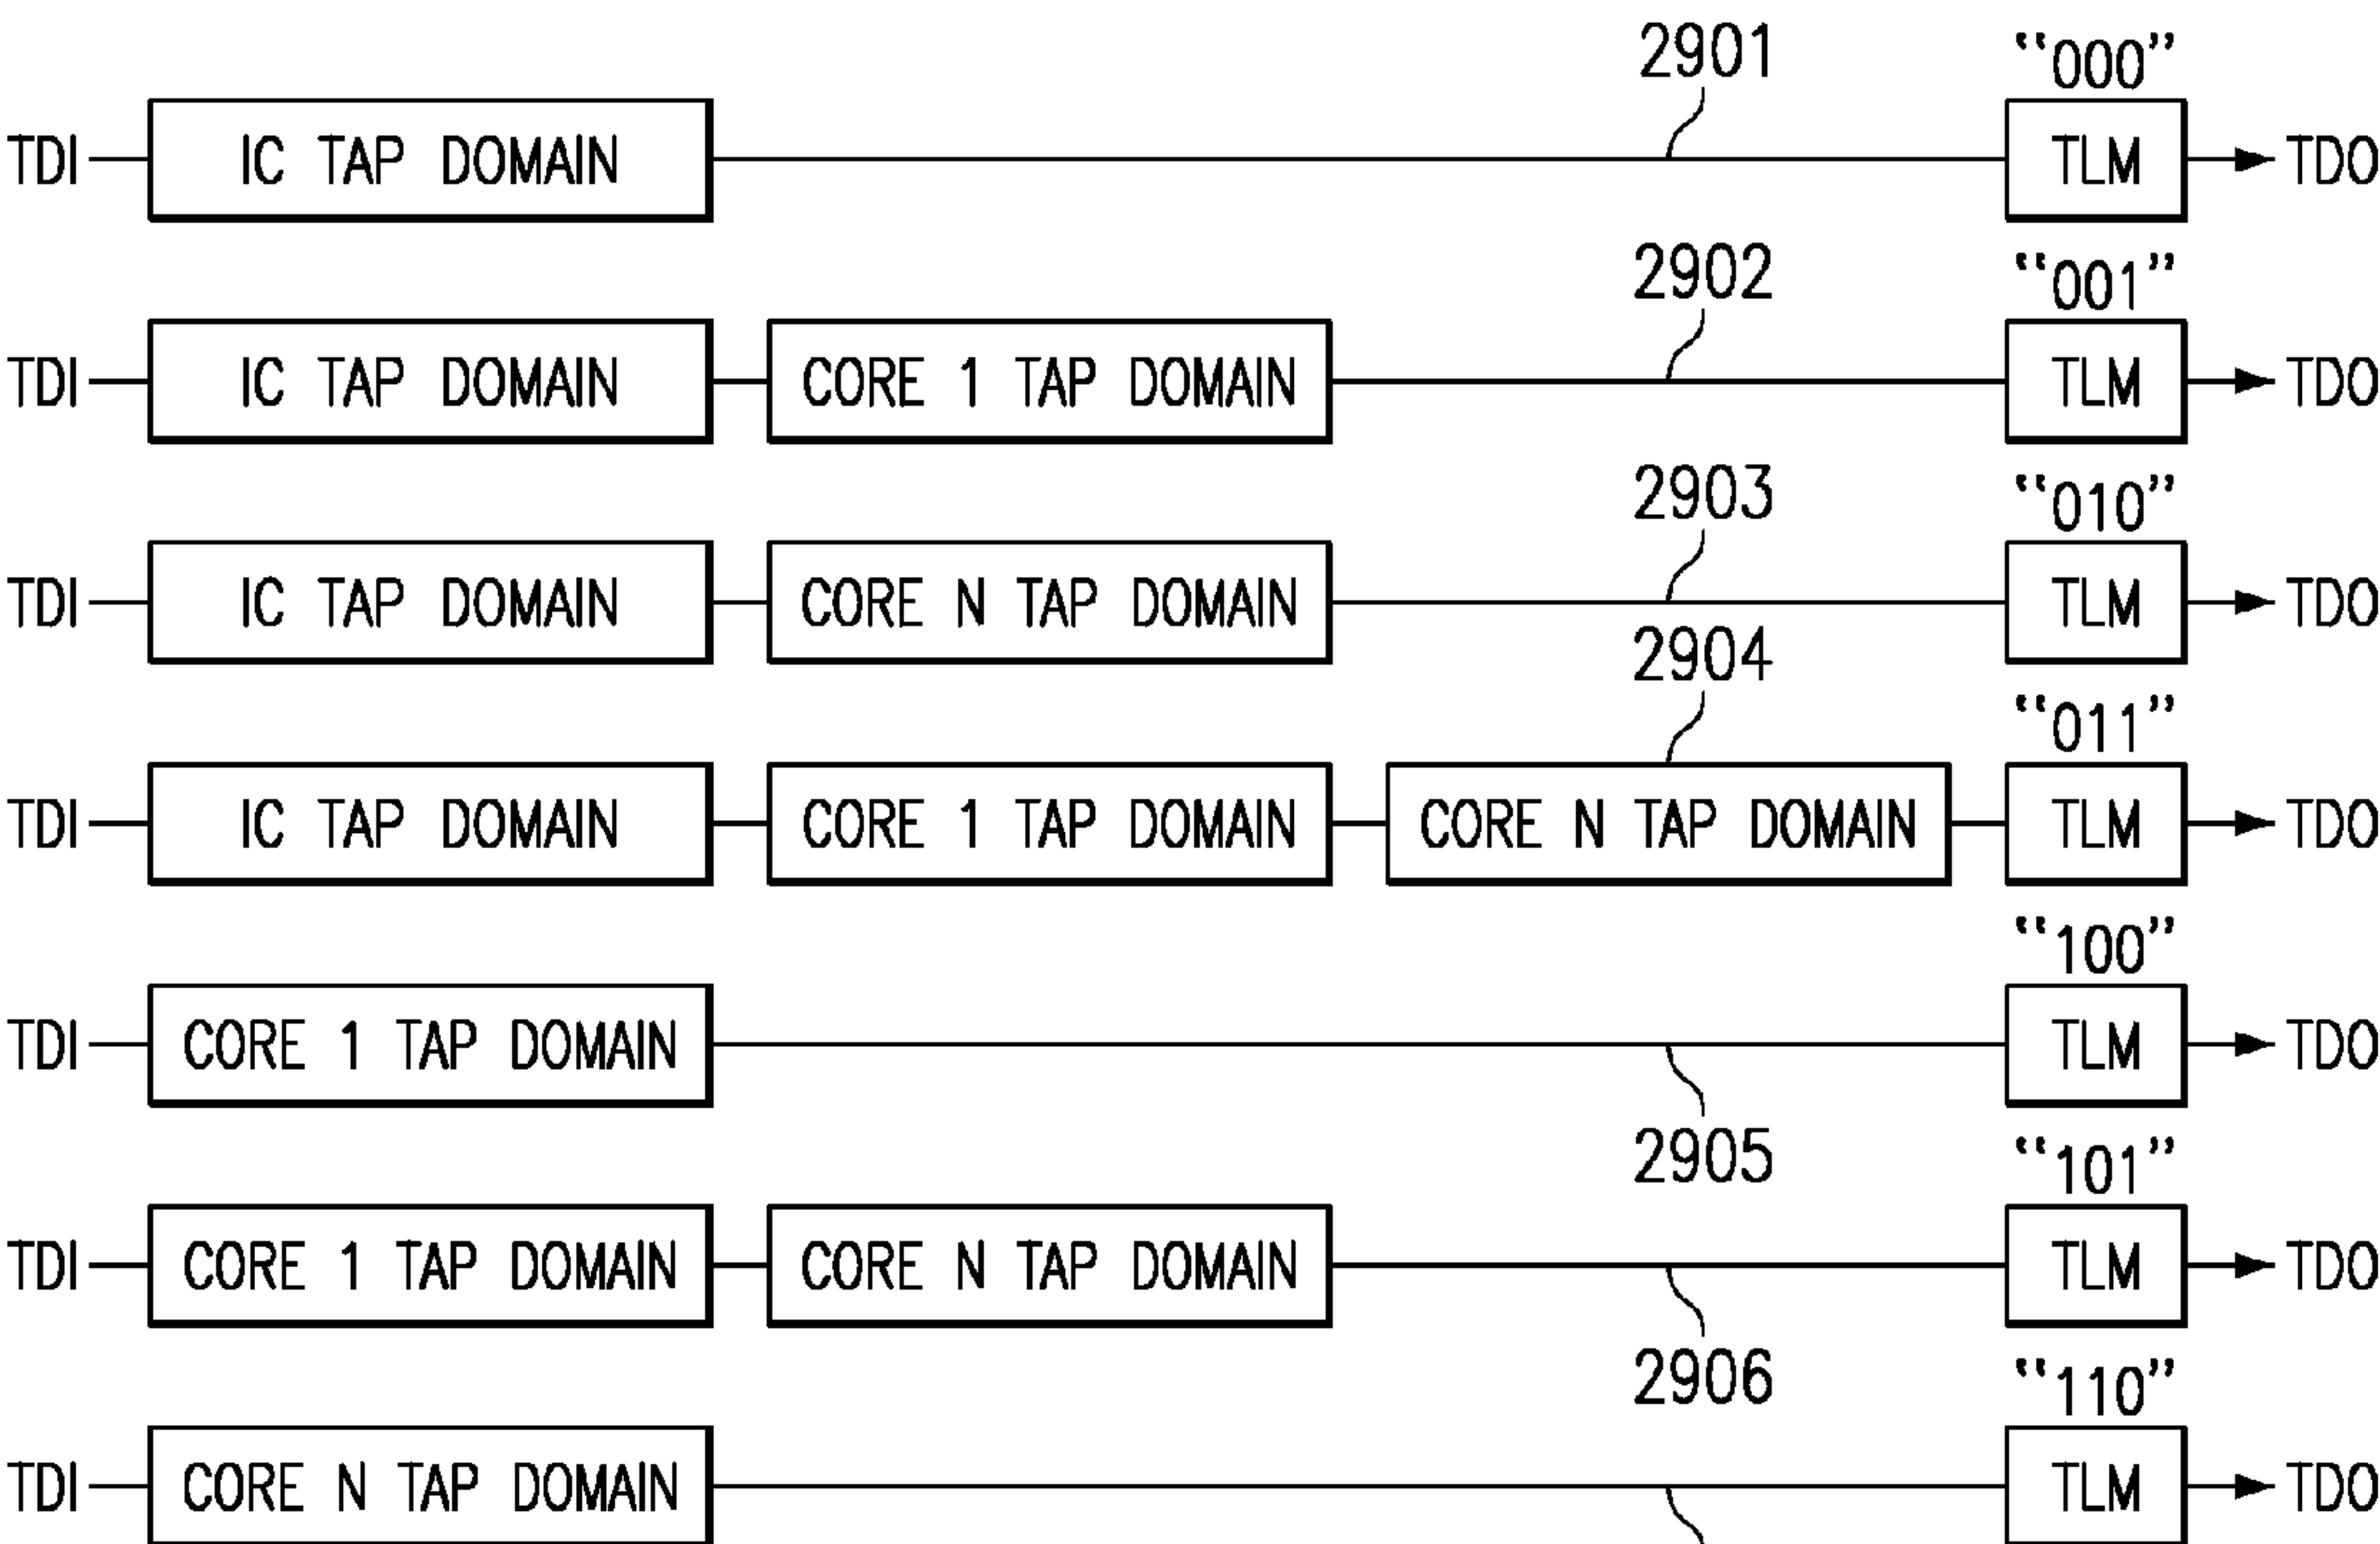 2901 “000”
TDI IC TAP DOMAIN TLM TDO
2902 “001”
TDI IC TAP DOMAIN CORE 1 TAP DOMAIN TLM TDO
2903 “010”
TDI IC TAP DOMAIN CORE N TAP DOMAIN TLM TDO
2904 “011”
TDI IC TAP DOMAIN CORE 1 TAP DOMAIN CORE N TAP DOMAIN TLM TDO
“100”
TDI CORE 1 TAP DOMAIN TLM TDO
2905 “101”
TDI CORE 1 TAP DOMAIN CORE N TAP DOMAIN TLM TDO
2906 “110”
TDI CORE N TAP DOMAIN TLM TDO